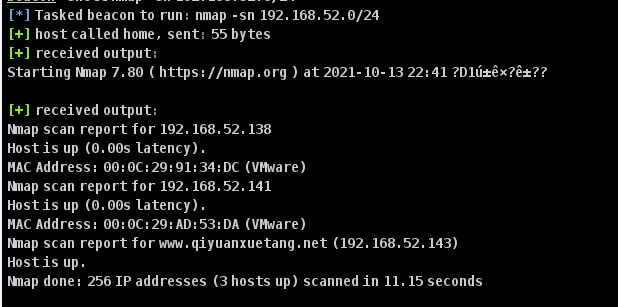 [*] Tasked beacon to run: nmap -sn 192.168.52.0/24
[+] host called home, sent: 55 bytes
[+] received output:
Starting Nmap 7.80 ( https://nmap.org ) at 2021-10-13 22:41 ?D1ú±ê×?ê±??
[+] received output:
Nmap scan report for 192.168.52.138
Host is up (0.00s latency).
MAC Address: 00:0C:29:91:34:DC (VMware)
Nmap scan report for 192.168.52.141
Host is up (0.00s latency).
MAC Address: 00:0C:29:AD:53:DA (VMware)
Nmap scan report for www.qiyuanxuetang.net (192.168.52.143)
Host is up.
Nmap done: 256 IP addresses (3 hosts up) scanned in 11.15 seconds